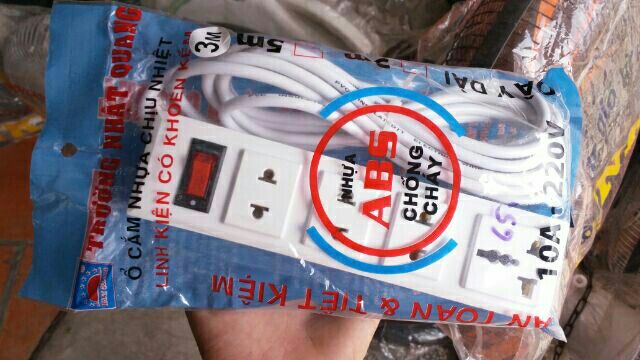 TRƯỜNG NHẬT QUANG
Ổ CẮM NHỰA CHỊU NHIỆT
LINH KIỆN CÓ KHOEN KẼM
3M
5M
DÂY DÀI
NHỰA
ABS
CHỐNG
CHÁY
10A - 220V
AN TOÀN & TIẾT KIỆM